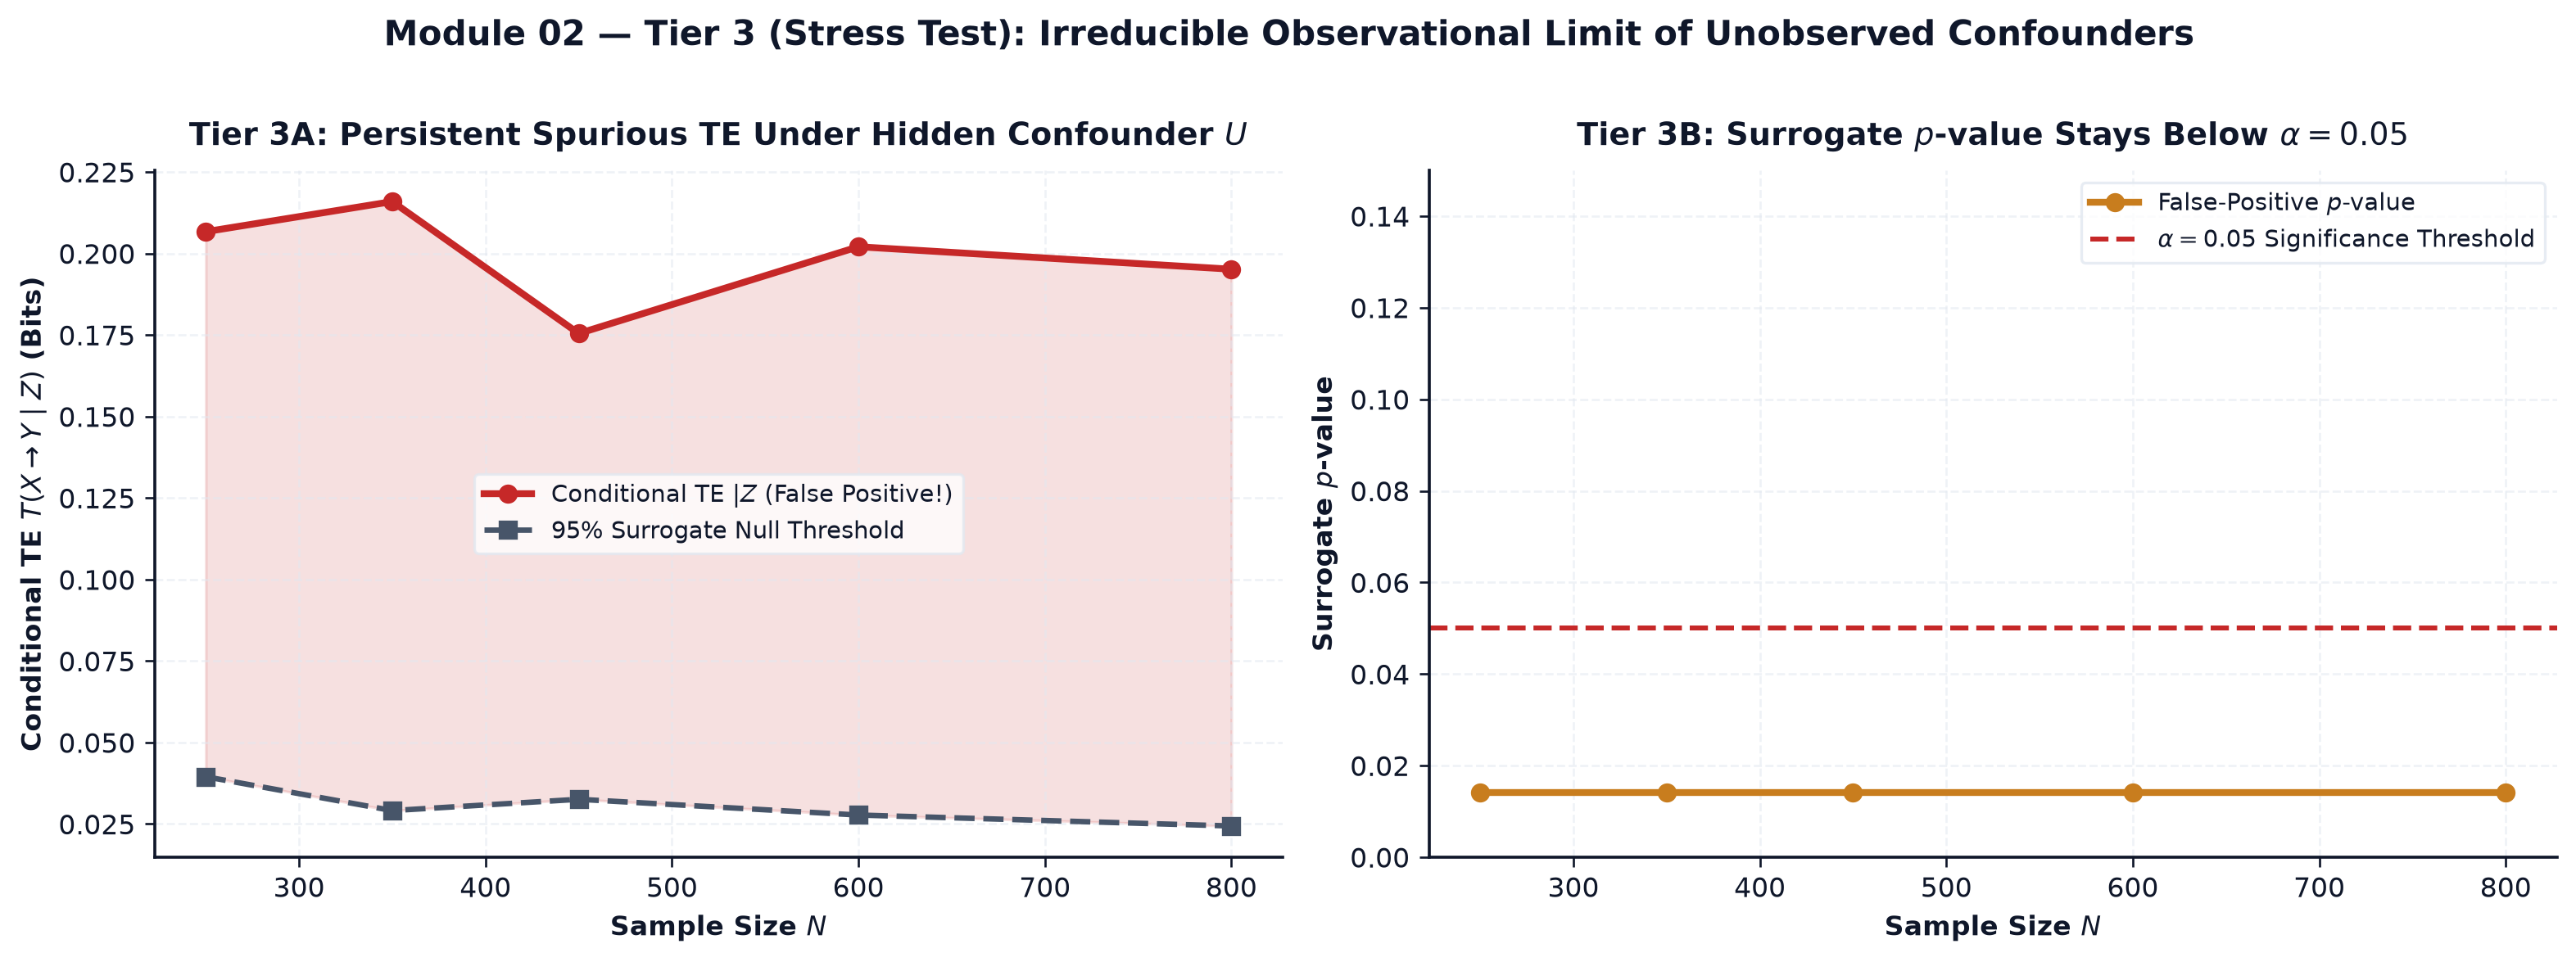 Module 02 — Tier 3 (Stress Test): Irreducible Observational Limit of Unobserved Confounders
Tier 3A: Persistent Spurious TE Under Hidden Confounder U
Conditional TE T(X → Y | Z) (Bits)
0.225
0.200
0.175
0.150
0.125
0.100
0.075
0.050
0.025
Conditional TE |Z (False Positive!)
95% Surrogate Null Threshold
300 400 500 600 700 800
Sample Size N
Tier 3B: Surrogate p-value Stays Below α = 0.05
Surrogate p-value
0.14
0.12
0.10
0.08
0.06
0.04
0.02
0.00
False-Positive p-value
α = 0.05 Significance Threshold
300 400 500 600 700 800
Sample Size N